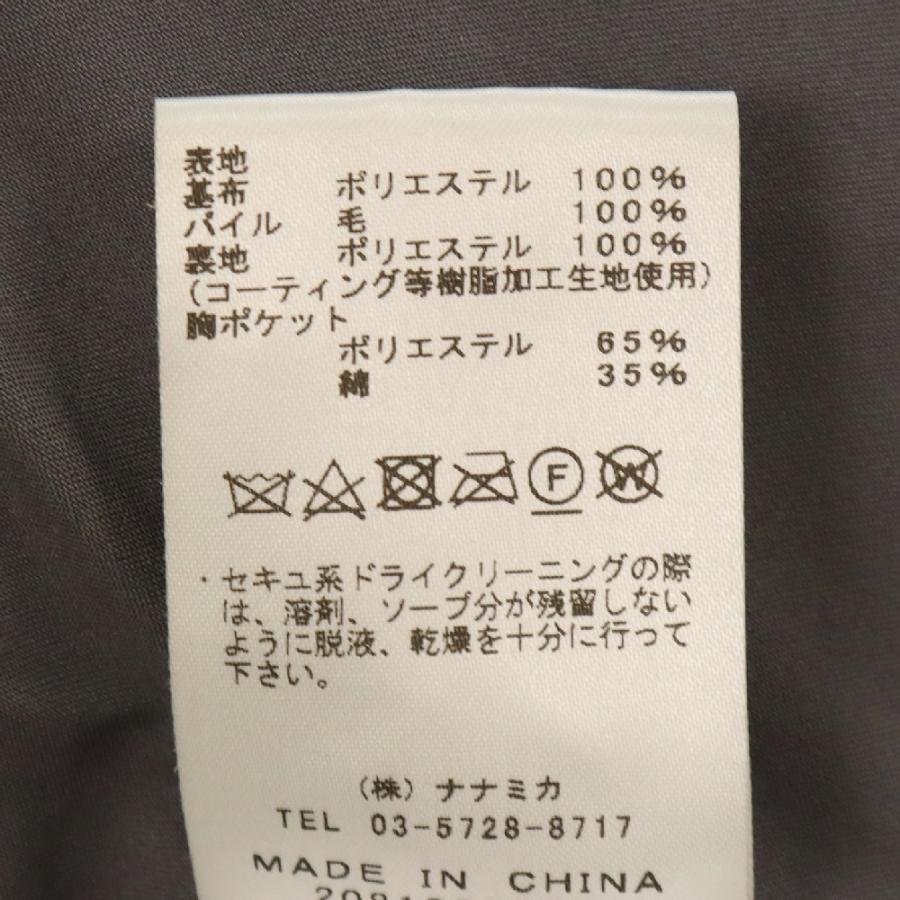 表地
基布 ポリエステル 100%
パイル 毛 100%
裏地 ポリエステル 100%
(コーティング等樹脂加工生地使用)
胸ポケット
ポリエステル 65%
綿 35%
F W
・セキユ系ドライクリーニングの際
は、溶剤、ソープ分が残留しない
ように脱液、乾燥を十分に行って
下さい。
(株)ナナミカ
TEL 03-5728-8717
MADE IN CHINA